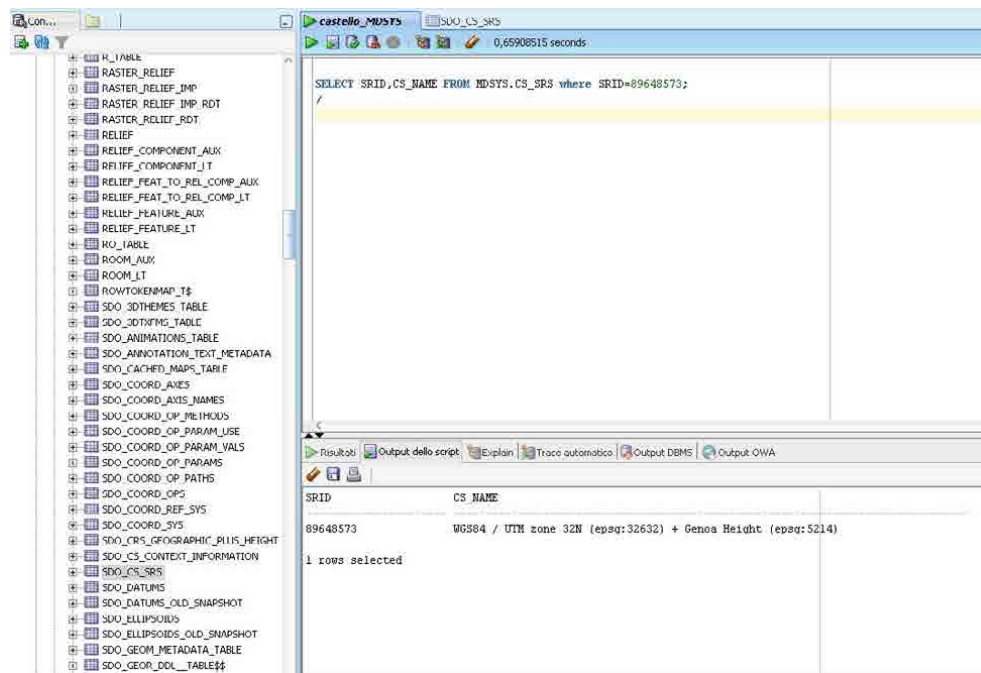 Con...
R_TABLE
RASTER_RELIEF
RASTER_RELIEF_IMP
RASTER_RELIEF_IMP_RDT
RASTER_RELIEF_RDT
RELIEF
RELIEF_COMPONENT_AUX
RELIEF_COMPONENT_LT
RELIEF_FEAT_TO_REL_COMP_AUX
RELIEF_FEAT_TO_REL_COMP_LT
RELIEF_FEATURE_AUX
RELIEF_FEATURE_LT
RO_TABLE
ROOM_AUX
ROOM_LT
ROWTOKENMAP_T$
SDO_3DTHEMES_TABLE
SDO_3DTXFMS_TABLE
SDO_ANIMATIONS_TABLE
SDO_ANNOTATION_TEXT_METADATA
SDO_CACHED_MAPS_TABLE
SDO_COORD_AXES
SDO_COORD_AXIS_NAMES
SDO_COORD_OP_METHODS
SDO_COORD_OP_PARAM_USE
SDO_COORD_OP_PARAM_VALS
SDO_COORD_OP_PARAMS
SDO_COORD_OP_PATHS
SDO_COORD_OPS
SDO_COORD_REF_SYS
SDO_COORD_SYS
SDO_CRS_GEOGRAPHIC_PLUS_HEIGHT
SDO_CS_CONTEXT_INFORMATION
SDO_CS_SRS
SDO_DATUMS
SDO_DATUMS_OLD_SNAPSHOT
SDO_ELLIPSOIDS
SDO_ELLIPSOIDS_OLD_SNAPSHOT
SDO_GEOM_METADATA_TABLE
SDO_GEOR_DDL__TABLE$$
castello_MDSYS SDO_CS_SRS
0,65908515 seconds
SELECT SRID,CS_NAME FROM MDSYS.CS_SRS where SRID=89648573;
/
Risultati Output dello script Explain Trace automatico Output DBMS Output OWA
SRID CS_NAME
89648573 WGS84 / UTM zone 32N (epsg:32632) + Genoa Height (epsg:5214)
1 rows selected